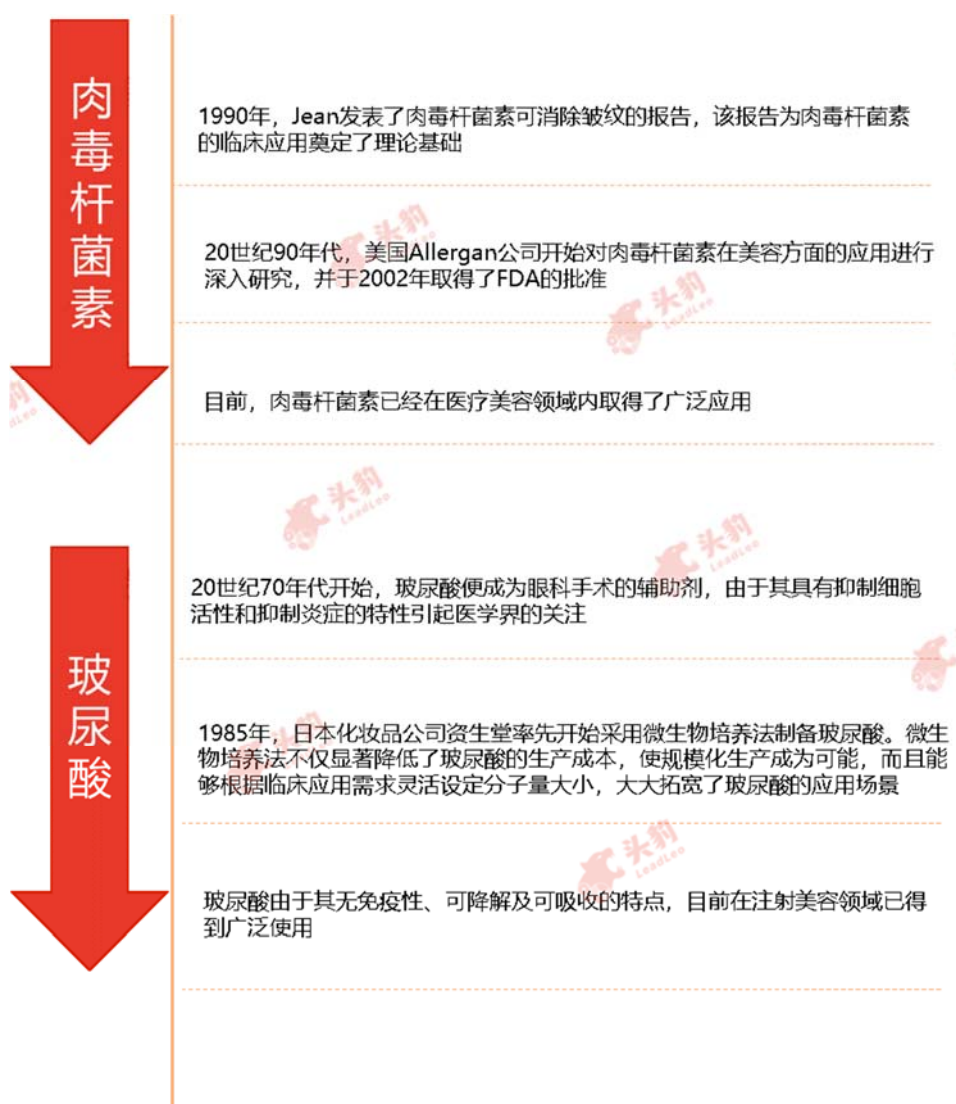 肉毒杆菌素
1990年，Jean发表了肉毒杆菌素可消除皱纹的报告，该报告为肉毒杆菌素
的临床应用奠定了理论基础
20世纪90年代，美国Allergan公司开始对肉毒杆菌素在美容方面的应用进行
深入研究，并于2002年取得了FDA的批准
目前，肉毒杆菌素已经在医疗美容领域内取得了广泛应用
玻尿酸
20世纪70年代开始，玻尿酸便成为眼科手术的辅助剂，由于其具有抑制细胞
活性和抑制炎症的特性引起医学界的关注
1985年，日本化妆品公司资生堂率先开始采用微生物培养法制备玻尿酸。微生
物培养法不仅显著降低了玻尿酸的生产成本，使规模化生产成为可能，而且能
够根据临床应用需求灵活设定分子量大小，大大拓宽了玻尿酸的应用场景
玻尿酸由于其无免疫性、可降解及可吸收的特点，目前在注射美容领域已得
到广泛使用
头豹
LeadLeo
头豹
LeadLeo
头豹
LeadLeo
头豹
LeadLeo
头豹
LeadLeo
头豹
LeadLeo